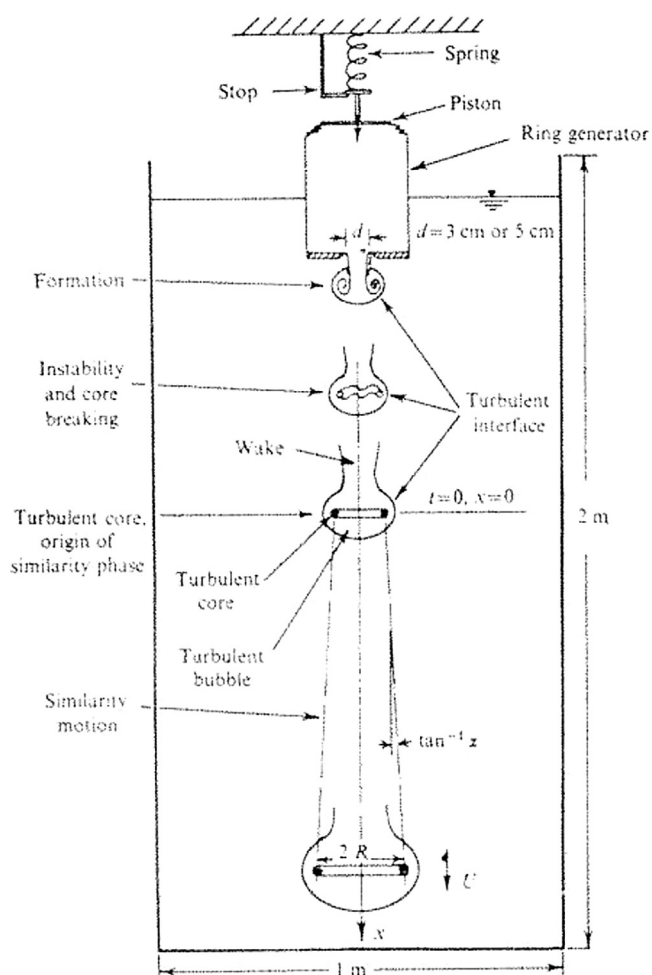 Spring
Stop
Piston
Ring generator
d
d=3 cm or 5 cm
Formation
Instability
and core
breaking
Turbulent
interface
Wake
t=0, x=0
2 m
Turbulent core,
origin of
similarity phase
Turbulent
core
Turbulent
bubble
Similarity
motion
tan⁻¹ α
2 R
U
x
1 m